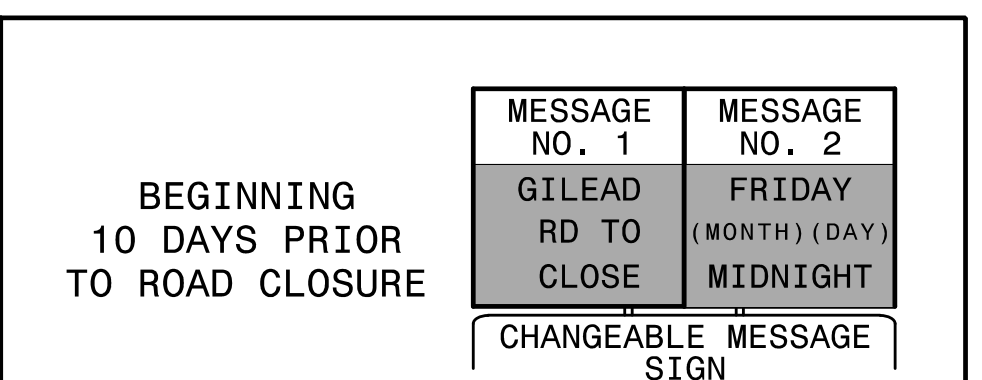 MESSAGE NO. 1
MESSAGE NO. 2
BEGINNING
10 DAYS PRIOR
TO ROAD CLOSURE
GILEAD
RD TO
CLOSE
FRIDAY
(MONTH)(DAY)
MIDNIGHT
CHANGEABLE MESSAGE
SIGN